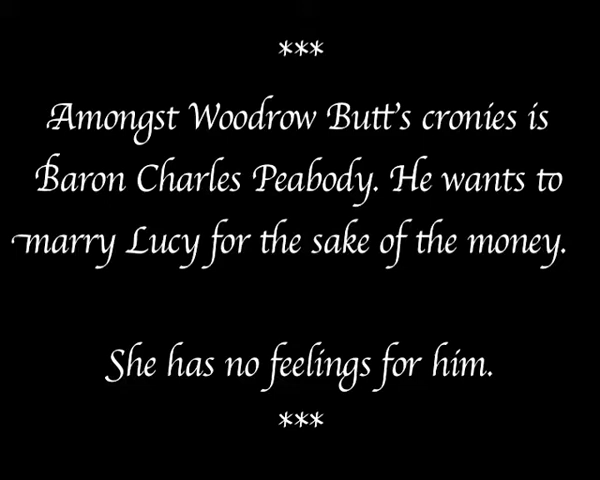 ***
Amongst Woodrow Butt's cronies is
Baron Charles Peabody. He wants to
marry Lucy for the sake of the money.
She has no feelings for him.
***